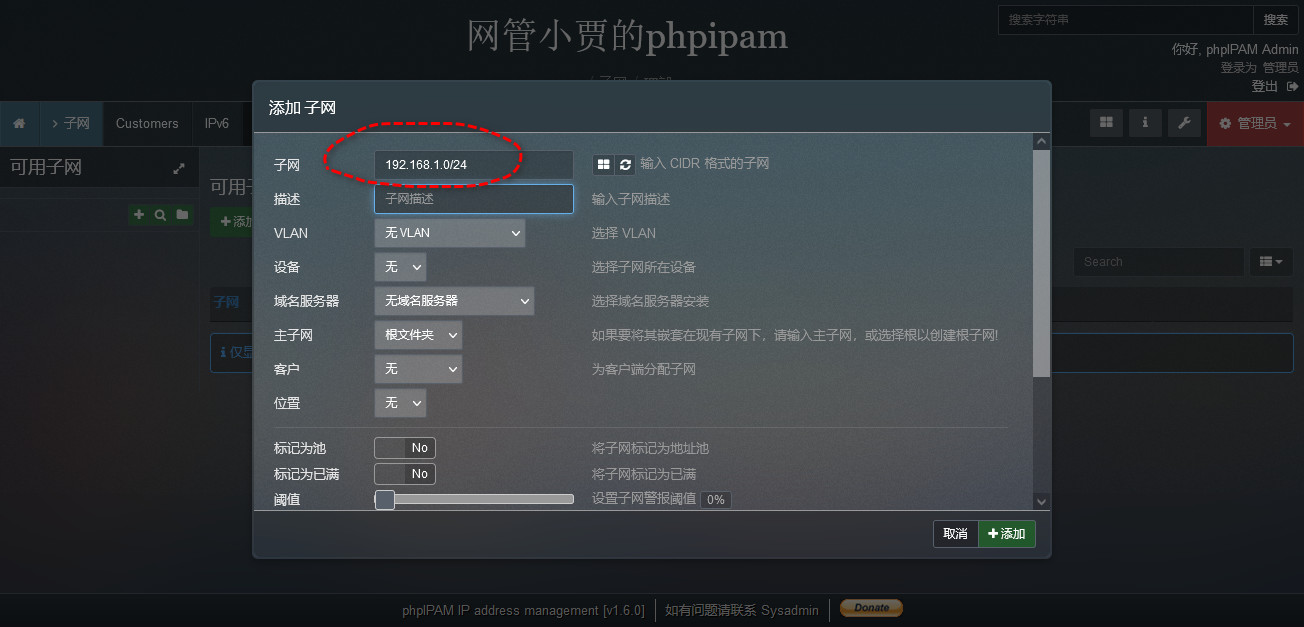 网管小贾的phpipam
搜索字符串
搜索
你好, phpIPAM Admin
登录为 管理员
登出
子网
Customers
IPv6
管理员
可用子网
添加 子网
子网
192.168.1.0/24
输入 CIDR 格式的子网
描述
子网描述
输入子网描述
VLAN
无 VLAN
选择 VLAN
设备
无
选择子网所在设备
域名服务器
无域名服务器
选择域名服务器安装
主子网
根文件夹
如果要将其嵌套在现有子网下，请输入主子网，或选择根以创建根子网!
客户
无
为客户端分配子网
位置
无
标记为池
No
将子网标记为地址池
标记为已满
No
将子网标记为已满
阈值
设置子网警报阈值 0%
取消
添加
可用
添加
Search
子网
phpIPAM IP address management [v1.6.0]
如有问题请联系 Sysadmin
Donate